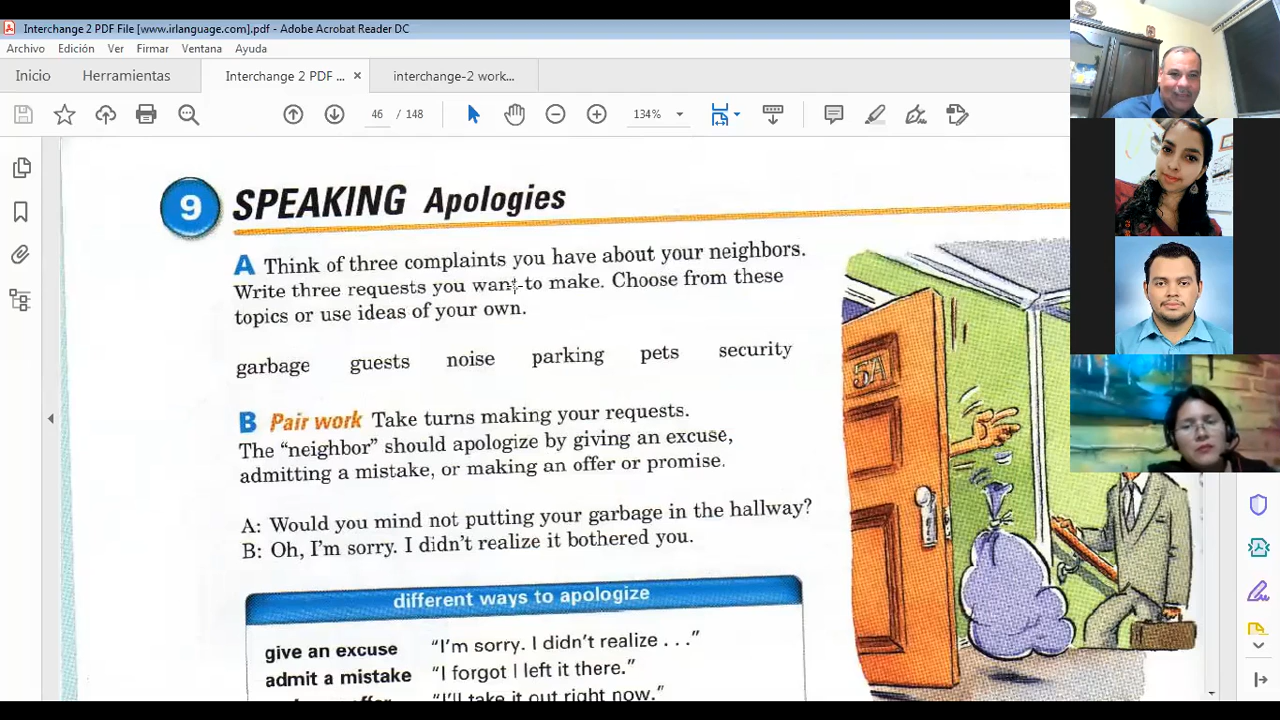 Interchange 2 PDF File [www.irlanguage.com].pdf - Adobe Acrobat Reader DC
Archivo Edición Ver Firmar Ventana Ayuda
Inicio Herramientas Interchange 2 PDF ... × interchange-2 work...
46 / 148 134%
9 SPEAKING Apologies
A Think of three complaints you have about your neighbors.
Write three requests you want to make. Choose from these
topics or use ideas of your own.
garbage guests noise parking pets security
B Pair work Take turns making your requests.
The “neighbor” should apologize by giving an excuse,
admitting a mistake, or making an offer or promise.
A: Would you mind not putting your garbage in the hallway?
B: Oh, I'm sorry. I didn't realize it bothered you.
5A
different ways to apologize
give an excuse “I'm sorry. I didn't realize . . .”
admit a mistake “I forgot I left it there.”
“I'll take it out right now.”